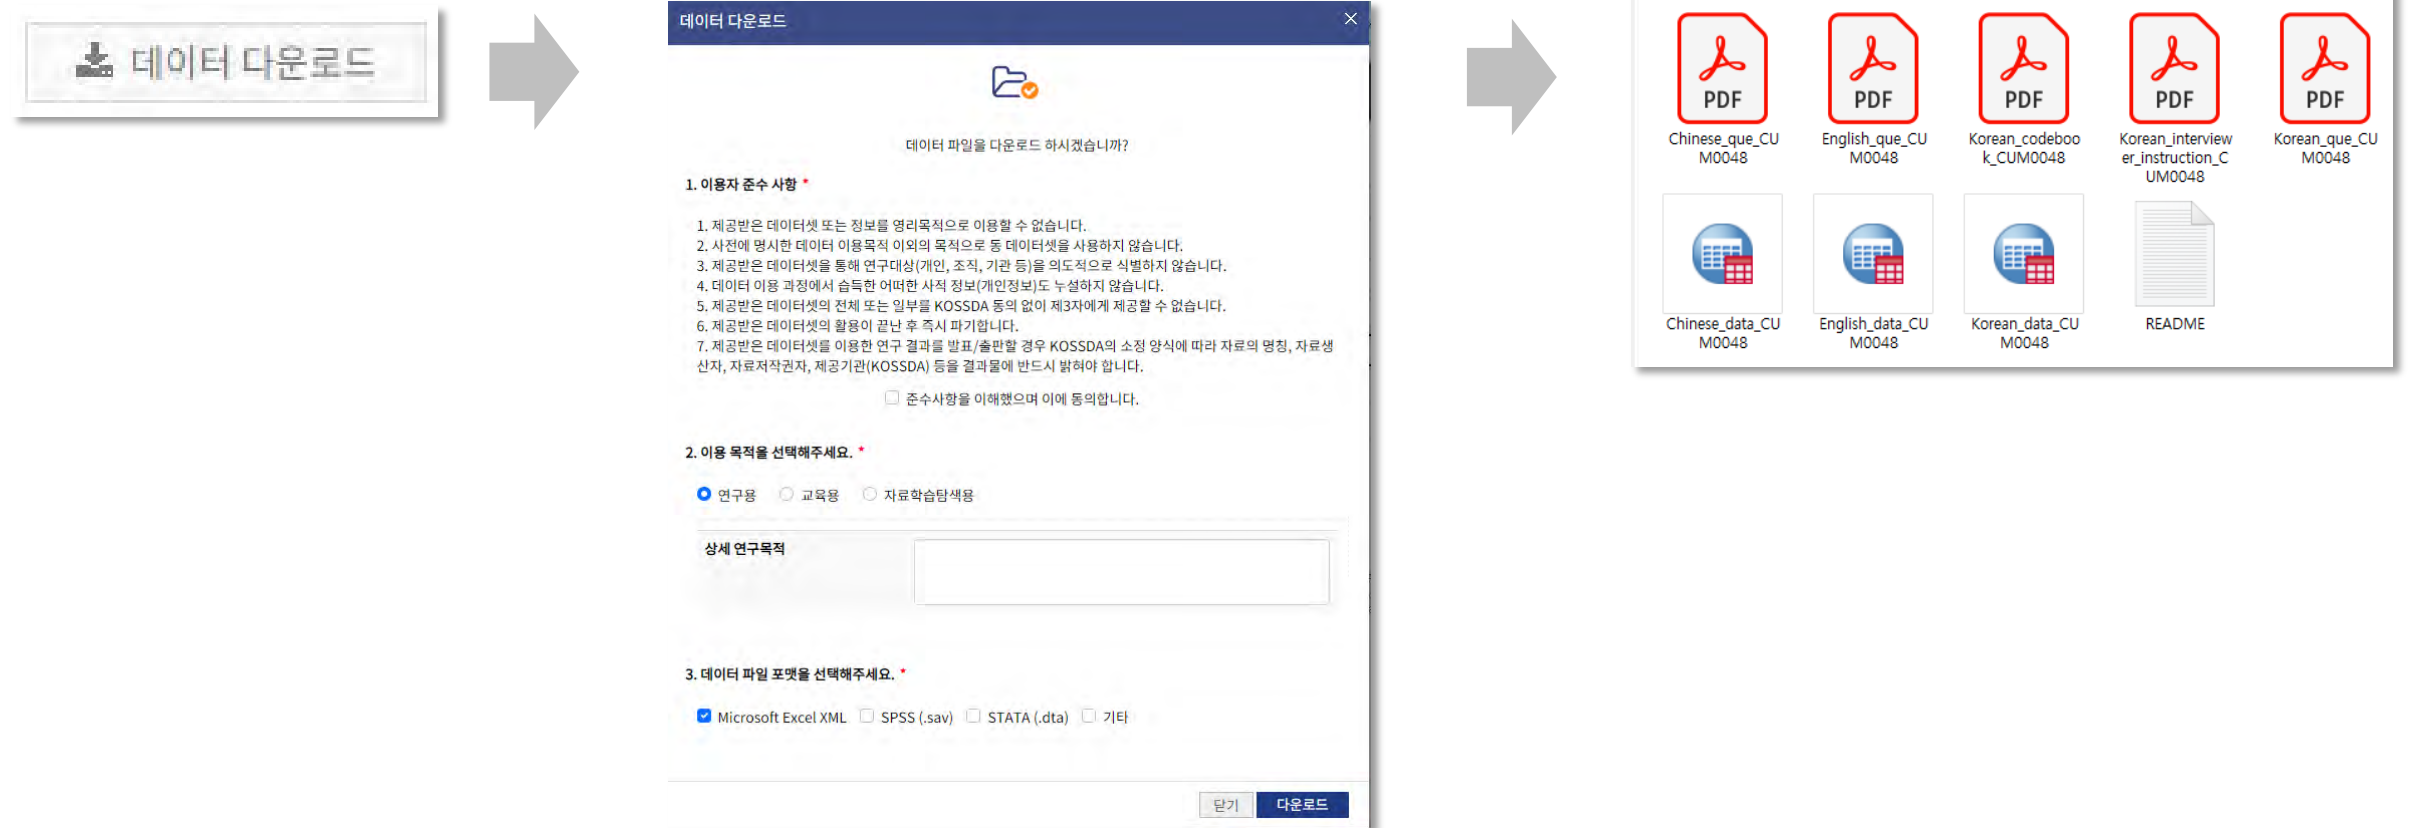 데이터 다운로드
데이터 다운로드
데이터 파일을 다운로드 하시겠습니까?
1. 이용자 준수 사항 *
1. 제공받은 데이터셋 또는 정보를 영리목적으로 이용할 수 없습니다.
2. 사전에 명시한 데이터 이용목적 이외의 목적으로 동 데이터셋을 사용하지 않습니다.
3. 제공받은 데이터셋을 통해 연구대상(개인, 조직, 기관 등)을 의도적으로 식별하지 않습니다.
4. 데이터 이용 과정에서 습득한 어떠한 사적 정보(개인정보)도 누설하지 않습니다.
5. 제공받은 데이터셋의 전체 또는 일부를 KOSSDA 동의 없이 제3자에게 제공할 수 없습니다.
6. 제공받은 데이터셋의 활용이 끝난 후 즉시 파기합니다.
7. 제공받은 데이터셋를 이용한 연구 결과를 발표/출판할 경우 KOSSDA의 소정 양식에 따라 자료의 명칭, 자료생
산자, 자료저작권자, 제공기관(KOSSDA) 등을 결과물에 반드시 밝혀야 합니다.
준수사항을 이해했으며 이에 동의합니다.
2. 이용 목적을 선택해주세요. *
연구용 교육용 자료학습탐색용
상세 연구목적
3. 데이터 파일 포맷을 선택해주세요. *
Microsoft Excel XML SPSS (.sav) STATA (.dta) 기타
닫기 다운로드
PDF PDF PDF PDF PDF
Chinese_que_CU English_que_CU Korean_codeboo Korean_interview Korean_que_CU
M0048 M0048 k_CUM0048 er_instruction_C M0048
UM0048
Chinese_data_CU English_data_CU Korean_data_CU README
M0048 M0048 M0048